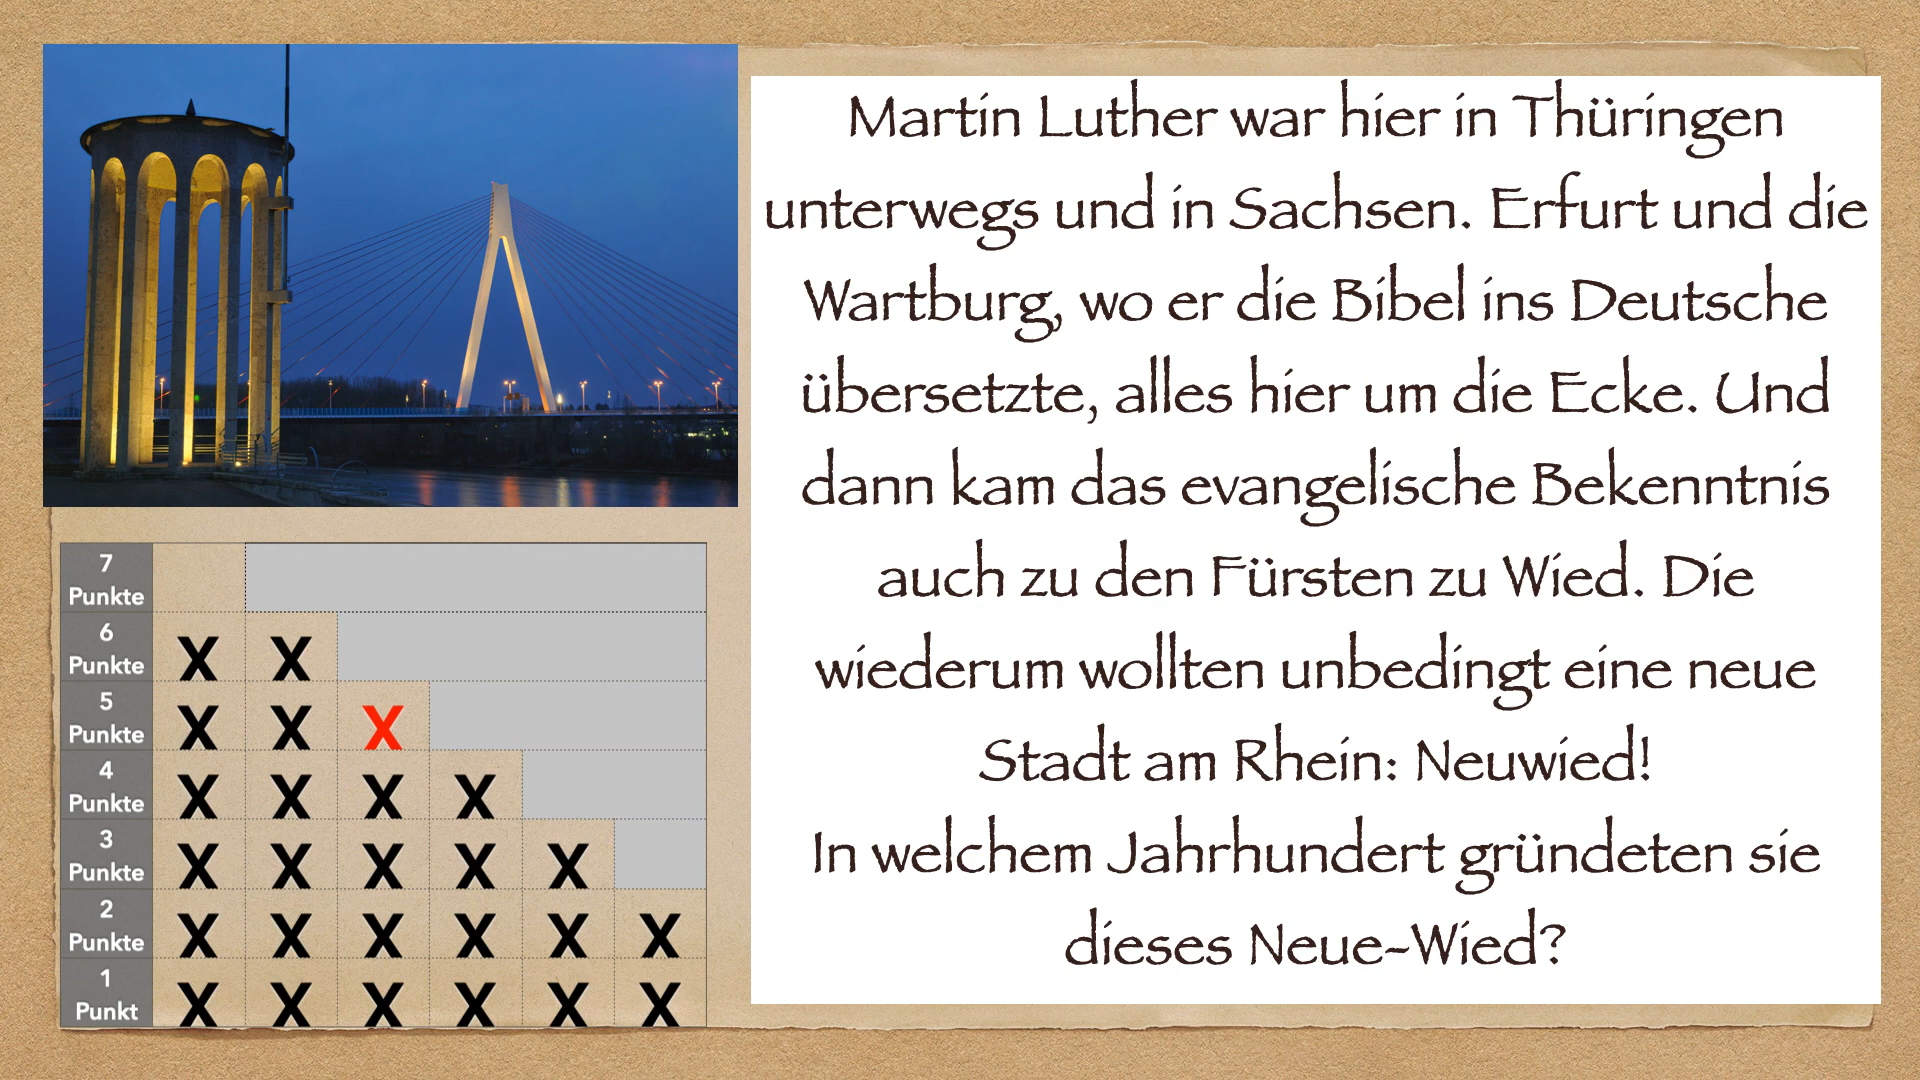 Martin Luther war hier in Thüringen
unterwegs und in Sachsen. Erfurt und die
Wartburg, wo er die Bibel ins Deutsche
übersetzte, alles hier um die Ecke. Und
dann kam das evangelische Bekenntnis
auch zu den Fürsten zu Wied. Die
wiederum wollten unbedingt eine neue
Stadt am Rhein: Neuwied!
In welchem Jahrhundert gründeten sie
dieses Neue-Wied?
7
Punkte
6
Punkte X X
5
Punkte X X X
4
Punkte X X X X
3
Punkte X X X X X
2
Punkte X X X X X X
1
Punkt X X X X X X